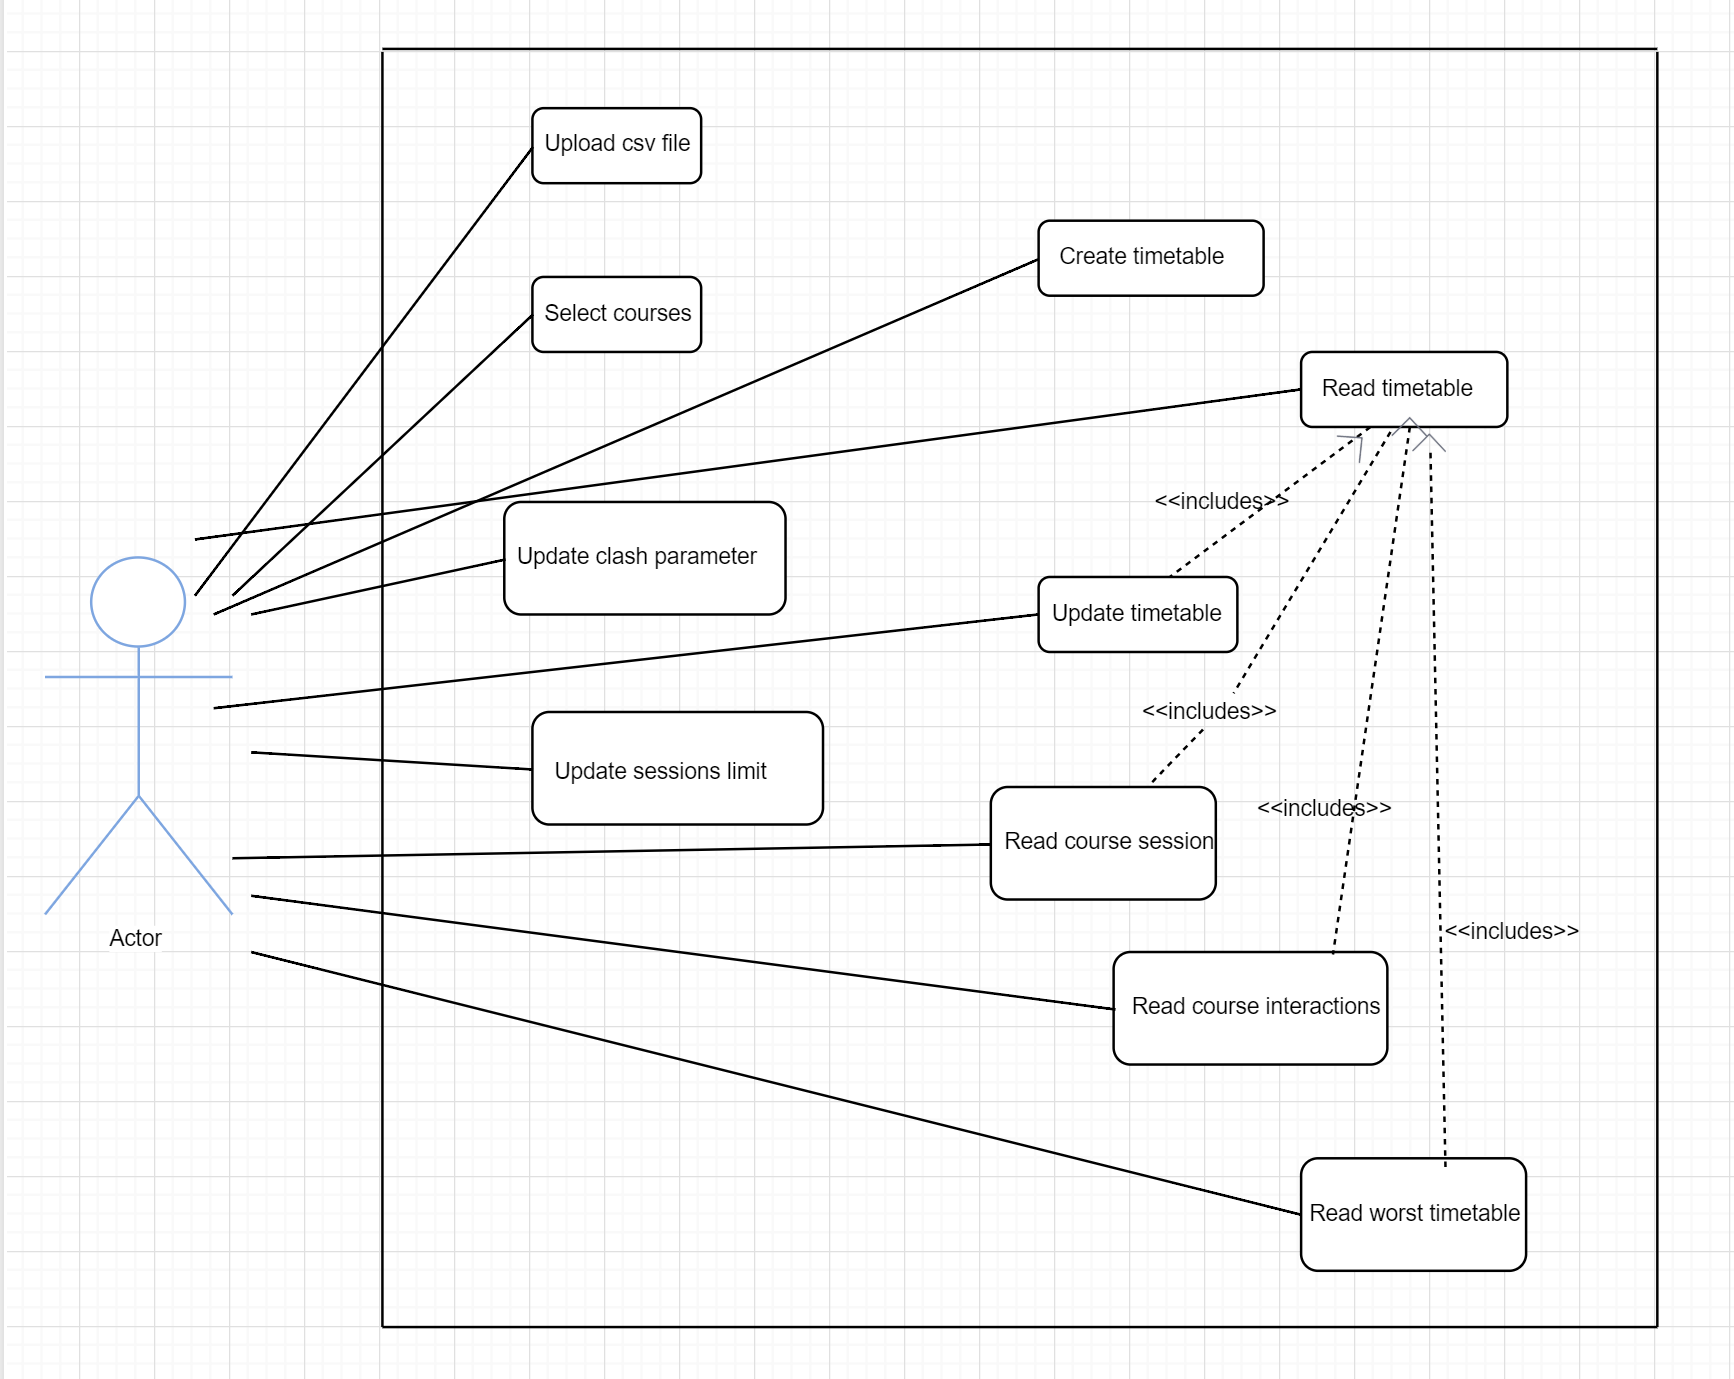 Upload csv file
Create timetable
Select courses
Read timetable
<<includes>>
Update clash parameter
Update timetable
<<includes>>
Update sessions limit
<<includes>>
Read course session
<<includes>>
Actor
Read course interactions
Read worst timetable